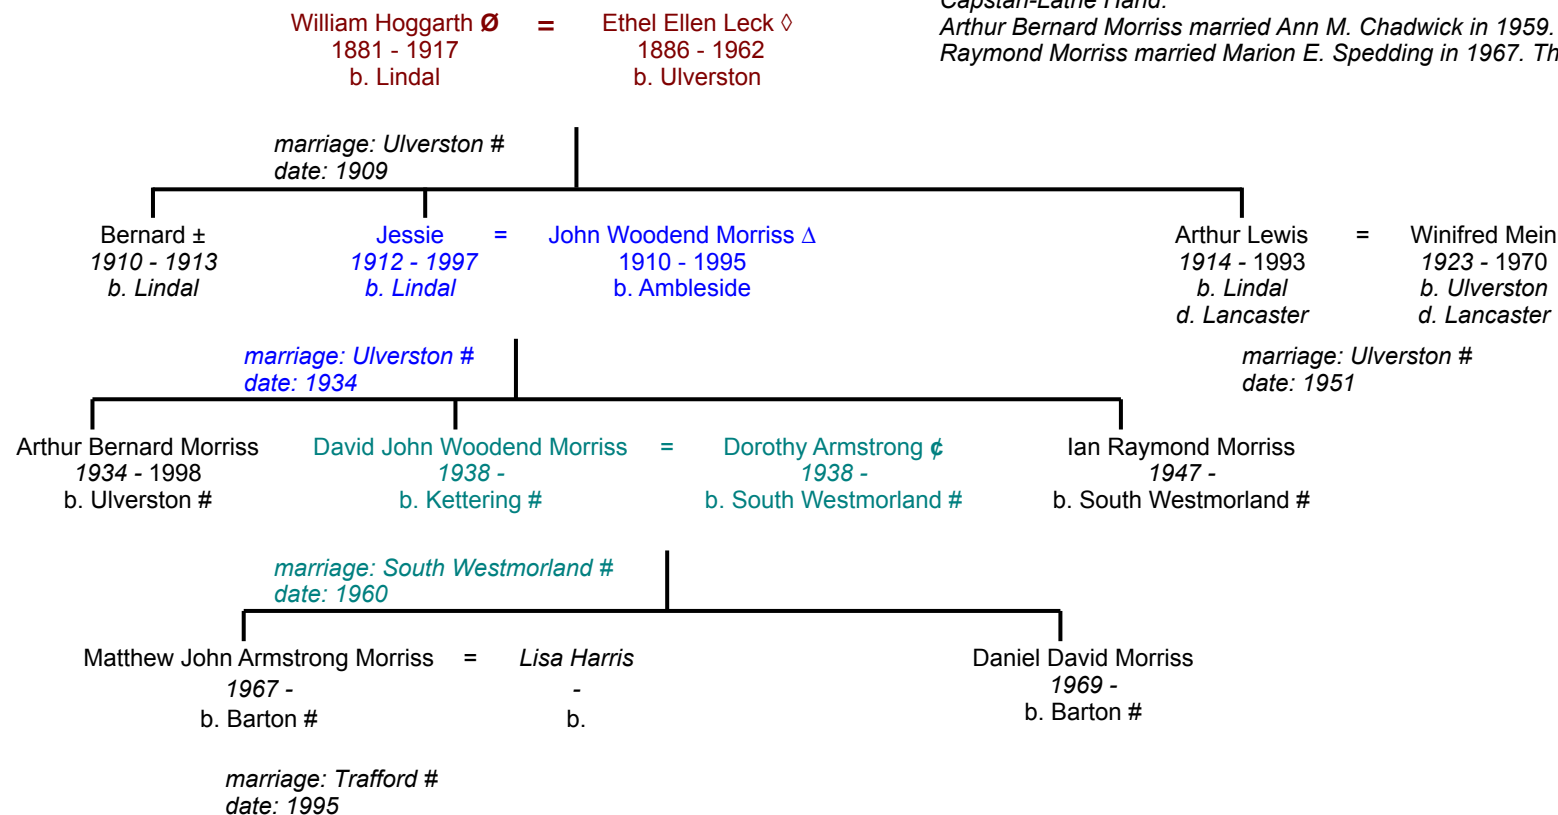 Capstan-Lathe Hand.
William Hoggarth Ø = Ethel Ellen Leck ◊
Arthur Bernard Morriss married Ann M. Chadwick in 1959.
1881 - 1917 1886 - 1962
Raymond Morriss married Marion E. Spedding in 1967. Th
b. Lindal b. Ulverston
marriage: Ulverston #
date: 1909
Bernard ± Jessie = John Woodend Morriss Δ Arthur Lewis = Winifred Mein
1910 - 1913 1912 - 1997 1910 - 1995 1914 - 1993 1923 - 1970
b. Lindal b. Lindal b. Ambleside b. Lindal b. Ulverston
d. Lancaster d. Lancaster
marriage: Ulverston # marriage: Ulverston #
date: 1934 date: 1951
Arthur Bernard Morriss David John Woodend Morriss = Dorothy Armstrong ¢ Ian Raymond Morriss
1934 - 1998 1938 - 1938 - 1947 -
b. Ulverston # b. Kettering # b. South Westmorland # b. South Westmorland #
marriage: South Westmorland #
date: 1960
Matthew John Armstrong Morriss = Lisa Harris Daniel David Morriss
1967 - - 1969 -
b. Barton # b. b. Barton #
marriage: Trafford #
date: 1995